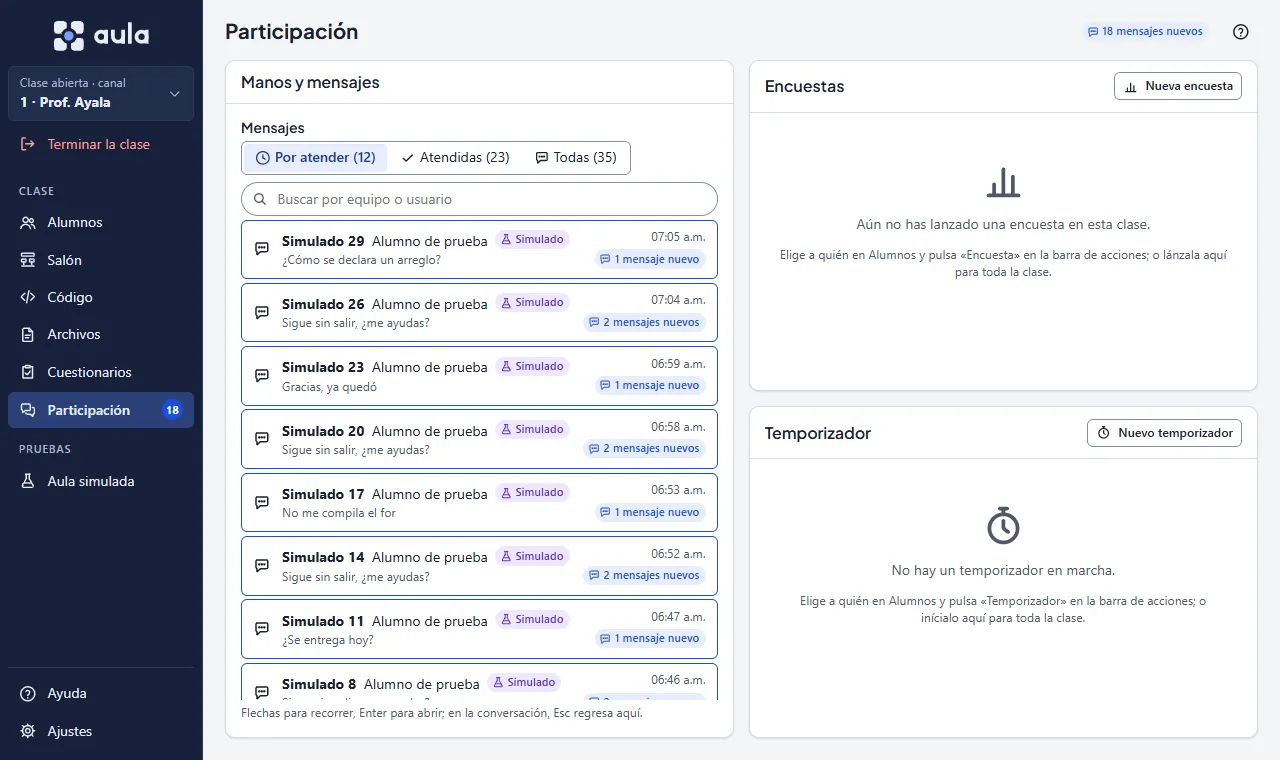 aula
Clase abierta · canal
1 · Prof. Ayala
Terminar la clase
CLASE
Alumnos
Salón
Código
Archivos
Cuestionarios
Participación 18
PRUEBAS
Aula simulada
Ayuda
Ajustes
Participación
18 mensajes nuevos
Manos y mensajes
Mensajes
Por atender (12) Atendidas (23) Todas (35)
Buscar por equipo o usuario
Simulado 29 Alumno de prueba Simulado 07:05 a.m.
¿Cómo se declara un arreglo? 1 mensaje nuevo
Simulado 26 Alumno de prueba Simulado 07:04 a.m.
Sigue sin salir, ¿me ayudas? 2 mensajes nuevos
Simulado 23 Alumno de prueba Simulado 06:59 a.m.
Gracias, ya quedó 1 mensaje nuevo
Simulado 20 Alumno de prueba Simulado 06:58 a.m.
Sigue sin salir, ¿me ayudas? 2 mensajes nuevos
Simulado 17 Alumno de prueba Simulado 06:53 a.m.
No me compila el for 1 mensaje nuevo
Simulado 14 Alumno de prueba Simulado 06:52 a.m.
Sigue sin salir, ¿me ayudas? 2 mensajes nuevos
Simulado 11 Alumno de prueba Simulado 06:47 a.m.
¿Se entrega hoy? 1 mensaje nuevo
Simulado 8 Alumno de prueba Simulado 06:46 a.m.
Flechas para recorrer, Enter para abrir; en la conversación, Esc regresa aquí.
Encuestas
Nueva encuesta
Aún no has lanzado una encuesta en esta clase.
Elige a quién en Alumnos y pulsa «Encuesta» en la barra de acciones; o lánzala aquí
para toda la clase.
Temporizador
Nuevo temporizador
No hay un temporizador en marcha.
Elige a quién en Alumnos y pulsa «Temporizador» en la barra de acciones; o
inícialo aquí para toda la clase.